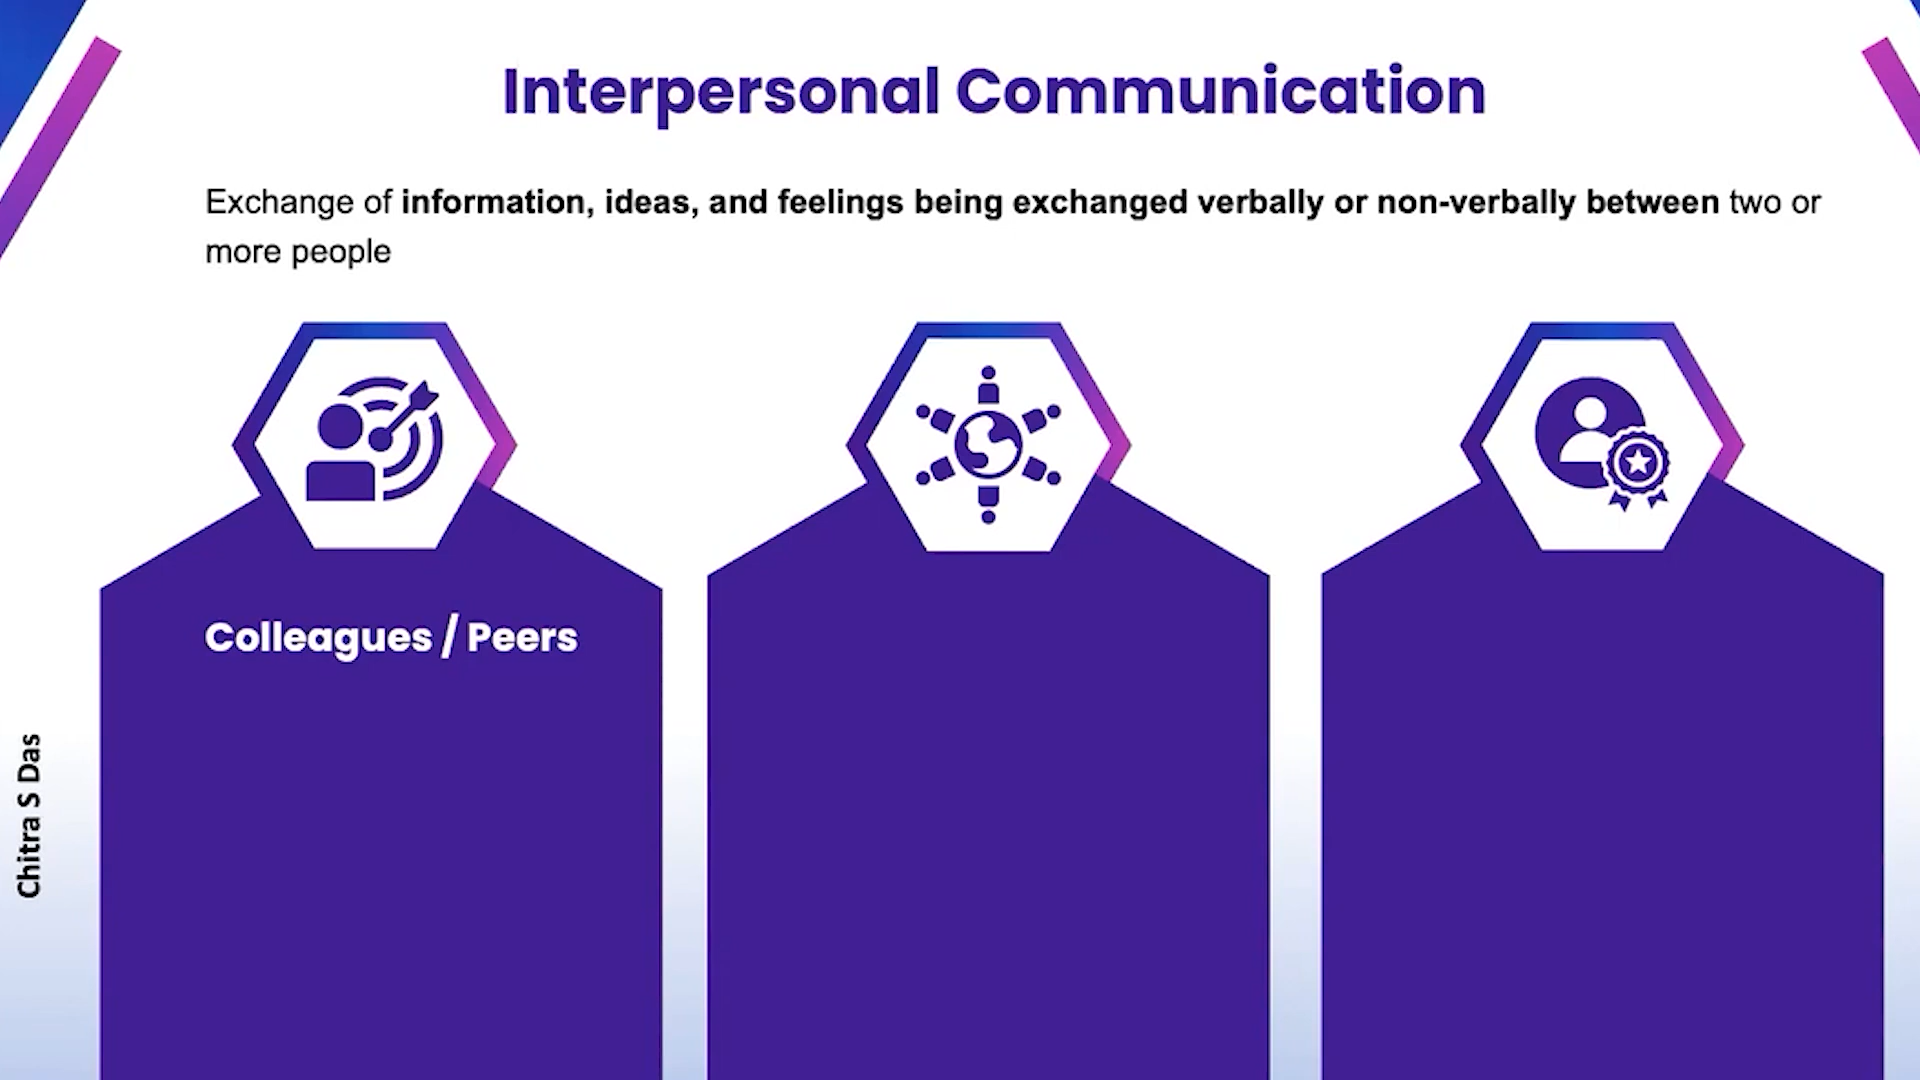 Interpersonal Communication
Exchange of information, ideas, and feelings being exchanged verbally or non-verbally between two or
more people
Colleagues / Peers
Chitra S Das